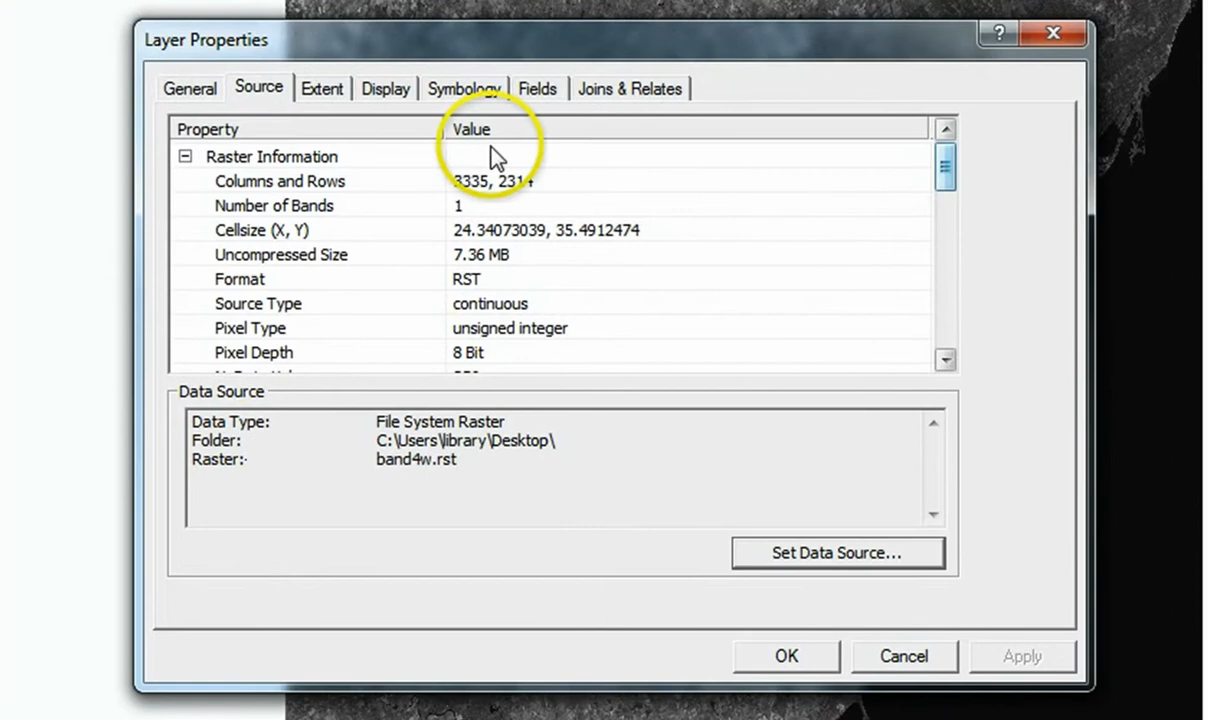 Layer Properties
General Source Extent Display Symbology Fields Joins & Relates
Property Value
Raster Information
Columns and Rows 3335, 2314
Number of Bands 1
Cellsize (X, Y) 24.34073039, 35.4912474
Uncompressed Size 7.36 MB
Format RST
Source Type continuous
Pixel Type unsigned integer
Pixel Depth 8 Bit
Data Source
Data Type: File System Raster
Folder: C:\Users\library\Desktop\
Raster: band4w.rst
Set Data Source...
OK Cancel Apply